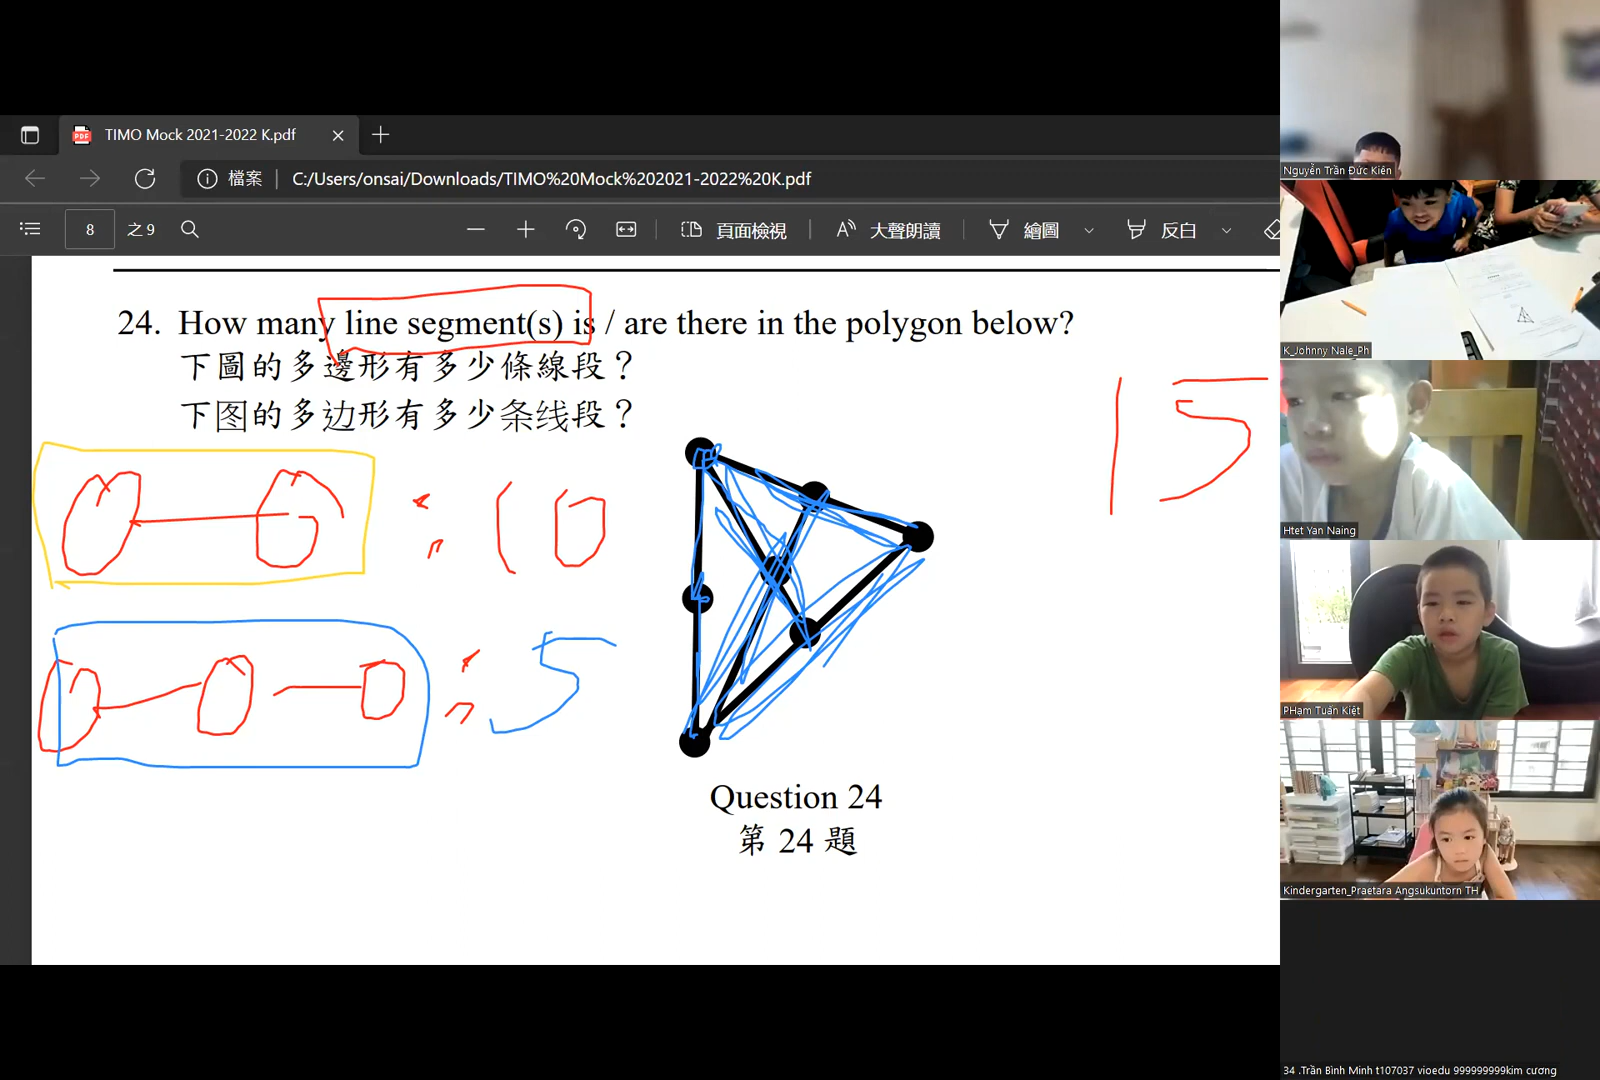 TIMO Mock 2021-2022 K.pdf
檔案 C:/Users/onsai/Downloads/TIMO%20Mock%202021-2022%20K.pdf
8 之 9 頁面檢視 大聲朗讀 繪圖 反白
24. How many line segment(s) is / are there in the polygon below?
下圖的多邊形有多少條線段？
下图的多边形有多少条线段？
15
: 10
: 5
Question 24
第 24 題
Nguyễn Trần Đức Kiên
K_Johnny Nale_Ph
Htet Yan Naing
PHạm Tuấn Kiệt
Kindergarten_Praetara Angsukuntorn TH
34 .Trần Bình Minh t107037 vioedu 999999999kim cương